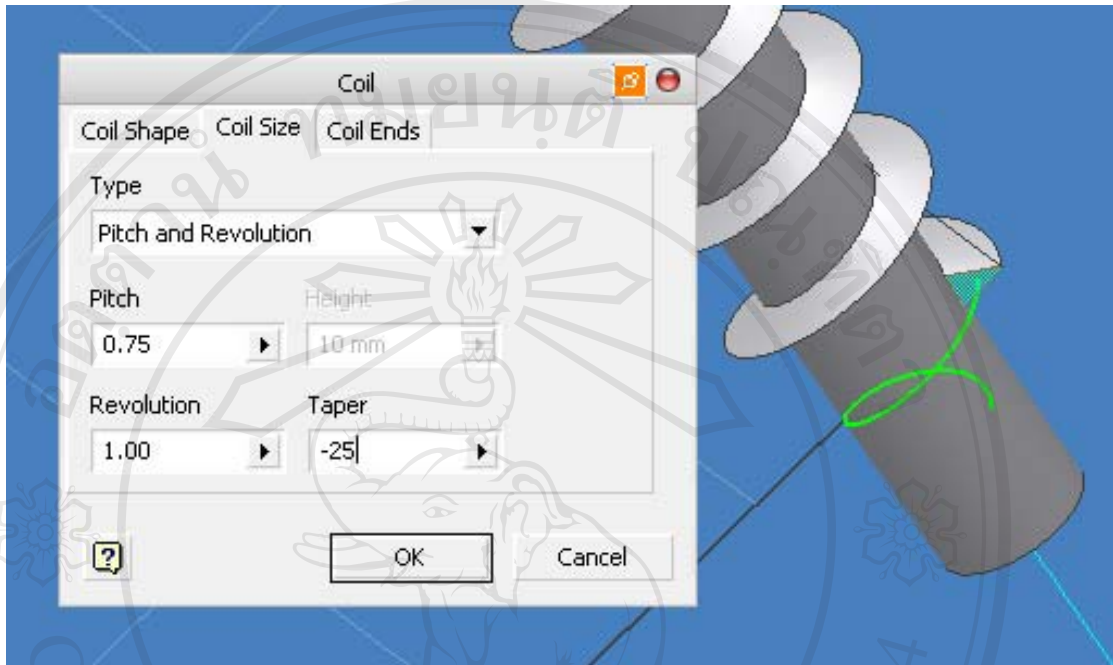 Coil
Coil Shape Coil Size Coil Ends
Type
Pitch and Revolution
Pitch Height
0.75 10 mm
Revolution Taper
1.00 -25
? OK Cancel